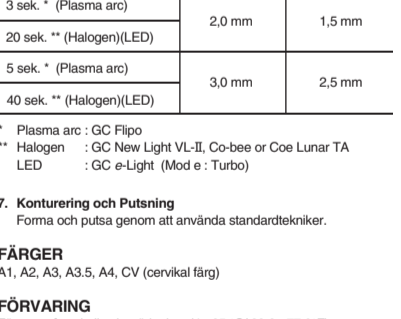 3 sek. * (Plasma arc)
2,0 mm 1,5 mm
20 sek. ** (Halogen)(LED)
5 sek. * (Plasma arc)
3,0 mm 2,5 mm
40 sek. ** (Halogen)(LED)
* Plasma arc : GC Flipo
** Halogen : GC New Light VL-II, Co-bee or Coe Lunar TA
LED : GC e-Light (Mod e : Turbo)
7. Konturering och Putsning
Forma och putsa genom att använda standardtekniker.
FÄRGER
A1, A2, A3, A3.5, A4, CV (cervikal färg)
FÖRVARING